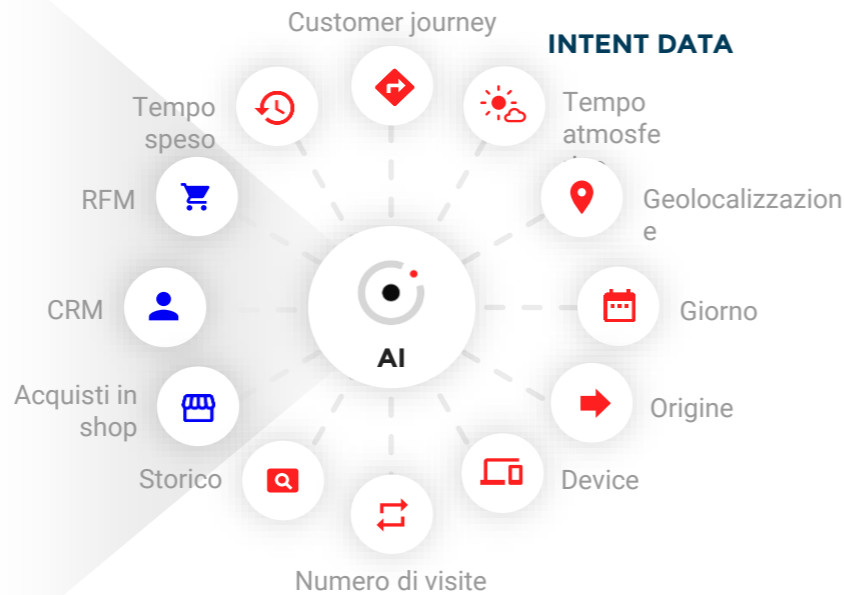 Customer journey
INTENT DATA
Tempo
speso
Tempo
atmosfe
RFM
Geolocalizzazion
e
CRM
Giorno
AI
Acquisti in
shop
Origine
Storico
Device
Numero di visite